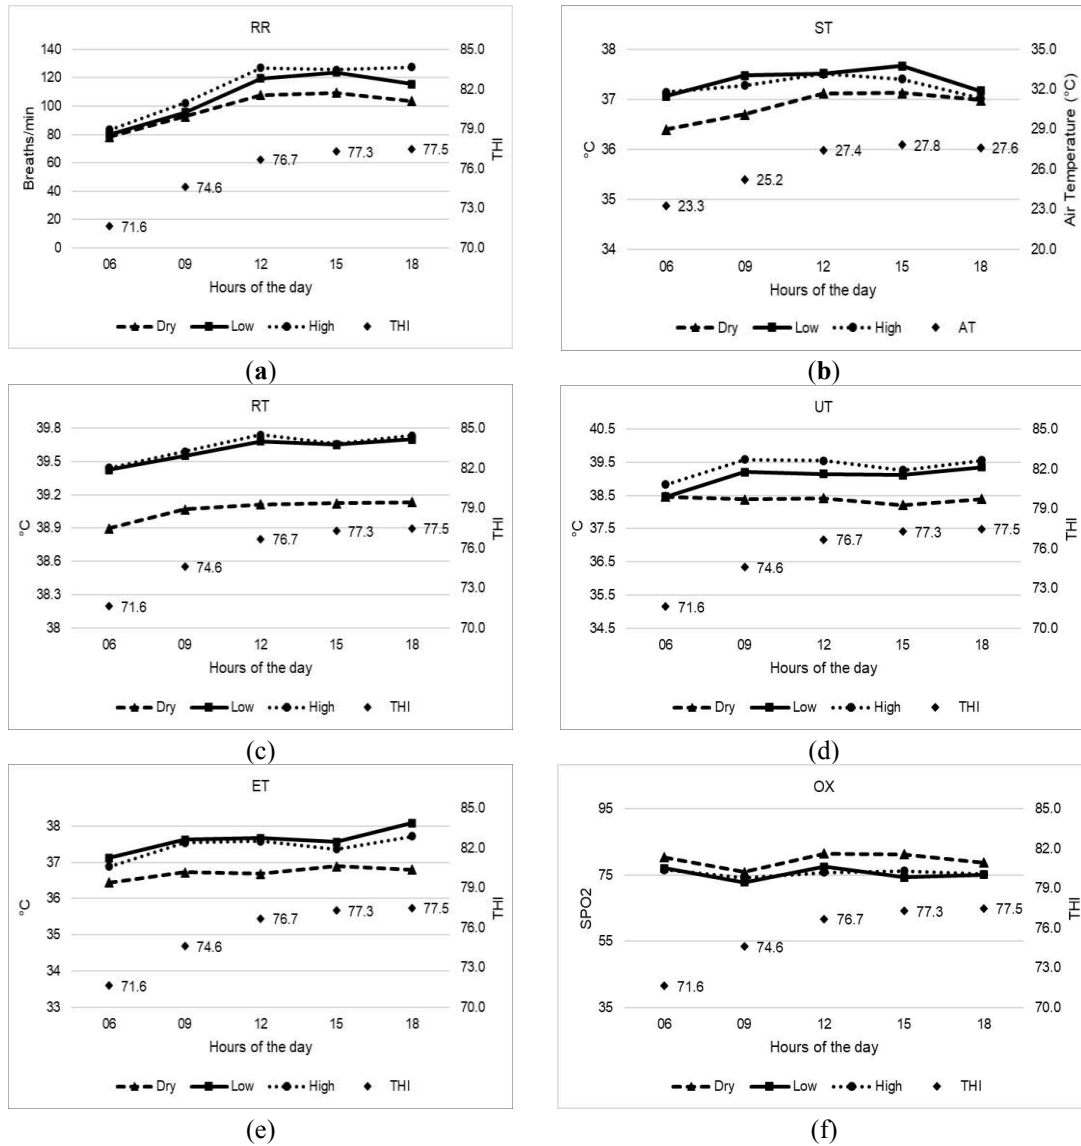 RR
140
120
100
80
60
40
20
0
Breaths/min
85.0
82.0
79.0
76.0
73.0
70.0
THI
71.6
74.6
76.7
77.3
77.5
06 09 12 15 18
Hours of the day
Dry Low High THI
(a)
ST
38
37
36
35
34
°C
35.0
32.0
29.0
26.0
23.0
20.0
Air Temperature (°C)
23.3
25.2
27.4
27.8
27.6
06 09 12 15 18
Hours of the day
Dry Low High AT
(b)
RT
39.8
39.5
39.2
38.9
38.6
38.3
38
°C
85.0
82.0
79.0
76.0
73.0
70.0
THI
71.6
74.6
76.7
77.3
77.5
06 09 12 15 18
Hours of the day
Dry Low High THI
(c)
UT
40.5
39.5
38.5
37.5
36.5
35.5
34.5
°C
85.0
82.0
79.0
76.0
73.0
70.0
THI
71.6
74.6
76.7
77.3
77.5
06 09 12 15 18
Hours of the day
Dry Low High THI
(d)
ET
38
37
36
35
34
33
°C
85.0
82.0
79.0
76.0
73.0
70.0
THI
71.6
74.6
76.7
77.3
77.5
06 09 12 15 18
Hours of the day
Dry Low High THI
(e)
OX
95
75
55
35
SPO2
85.0
82.0
79.0
76.0
73.0
70.0
THI
71.6
74.6
76.7
77.3
77.5
06 09 12 15 18
Hours of the day
Dry Low High THI
(f)